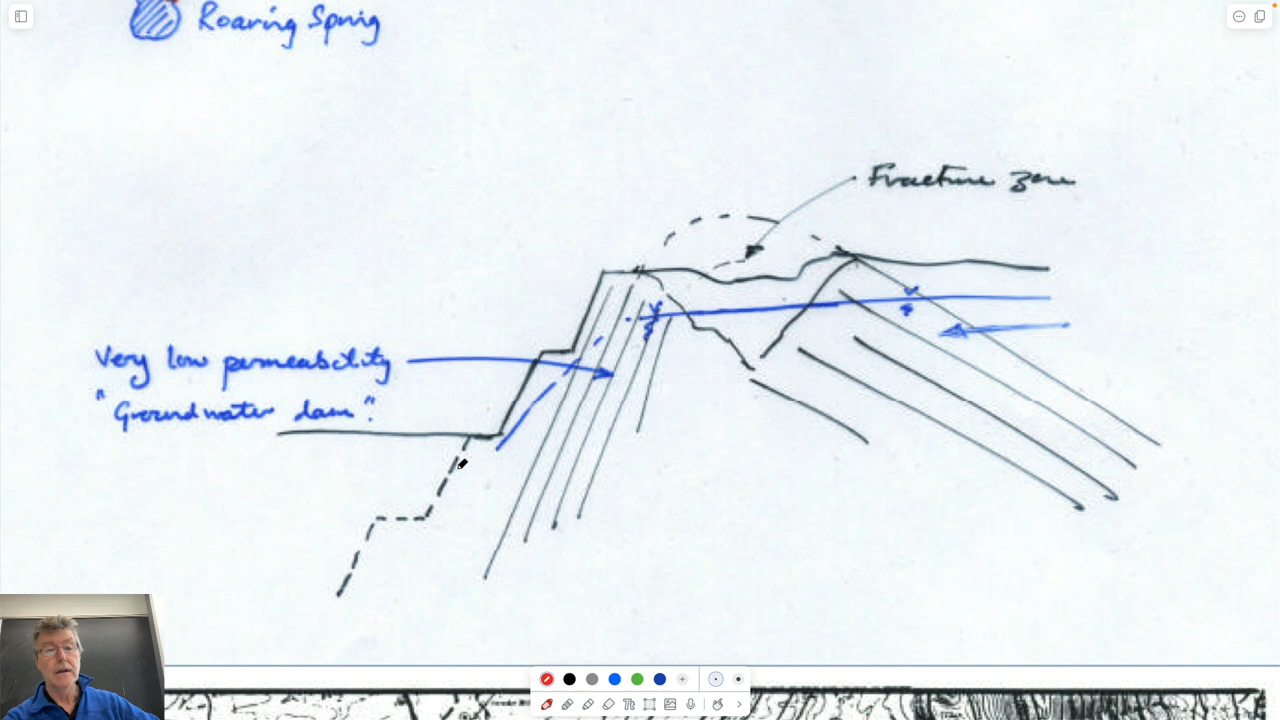 Roaring Spring
Fracture zone
Very low permeability
"Groundwater dam".